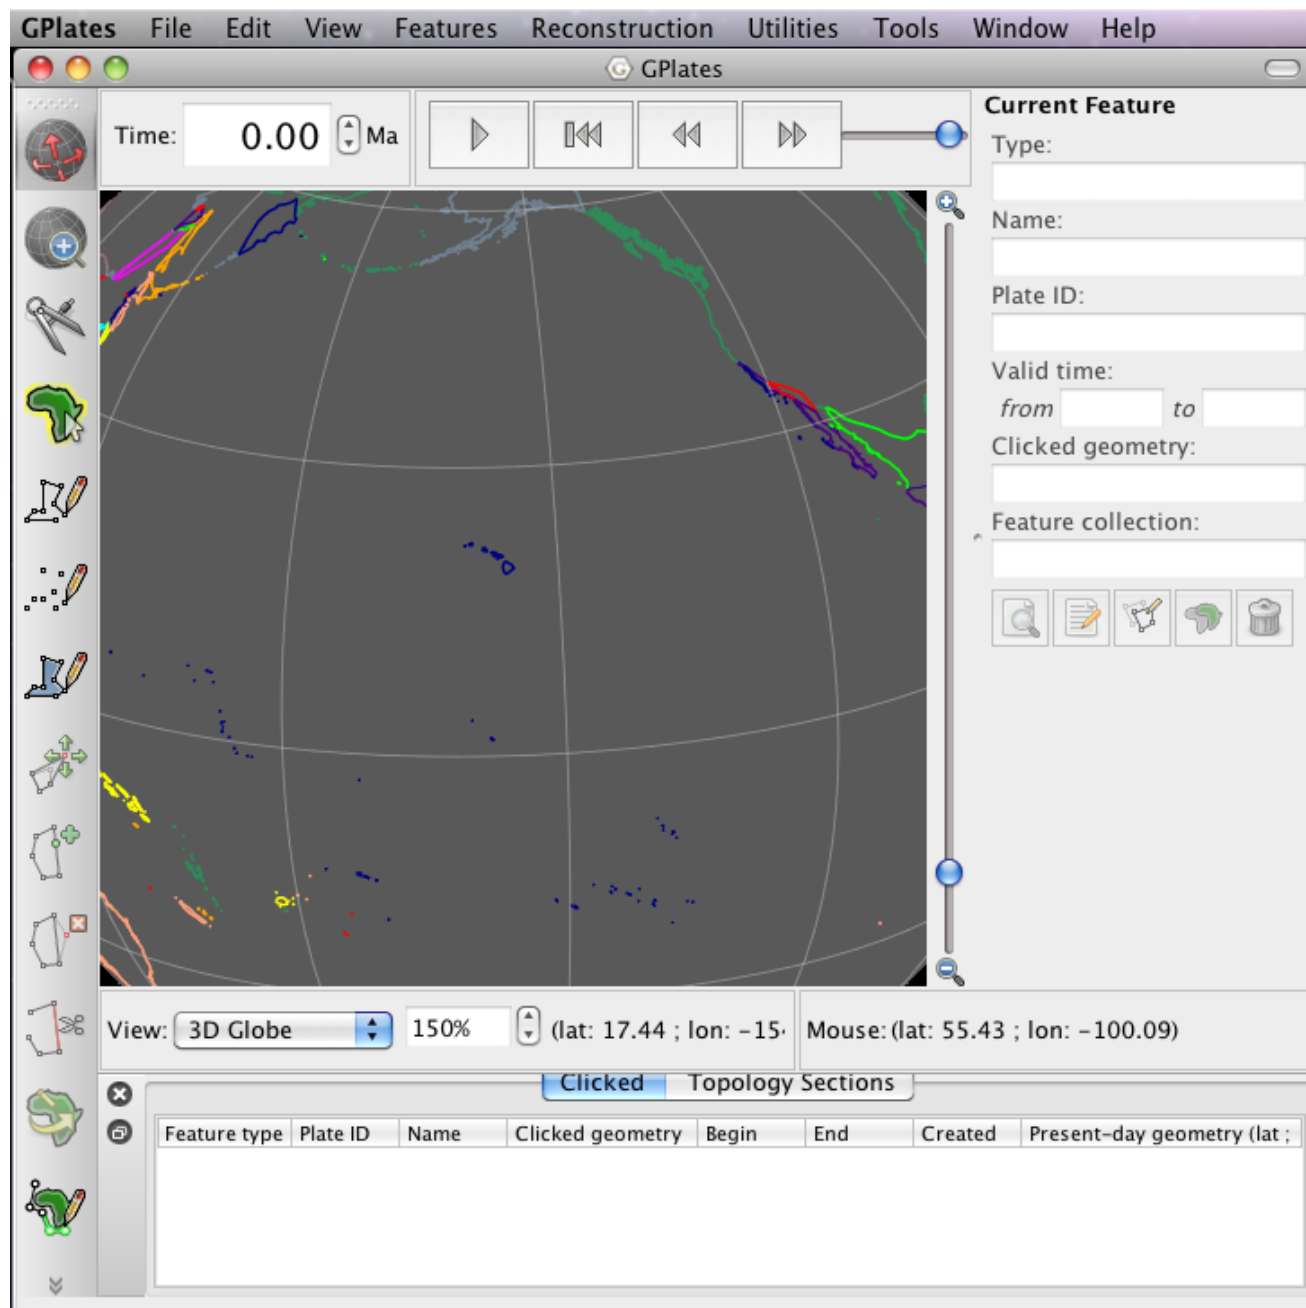 GPlates File Edit View Features Reconstruction Utilities Tools Window Help
GPlates
Time: 0.00 Ma
Current Feature
Type:
Name:
Plate ID:
Valid time:
from to
Clicked geometry:
Feature collection:
View: 3D Globe 150% (lat: 17.44 ; lon: -15 Mouse: (lat: 55.43 ; lon: -100.09)
Clicked Topology Sections
Feature type Plate ID Name Clicked geometry Begin End Created Present-day geometry (lat ;